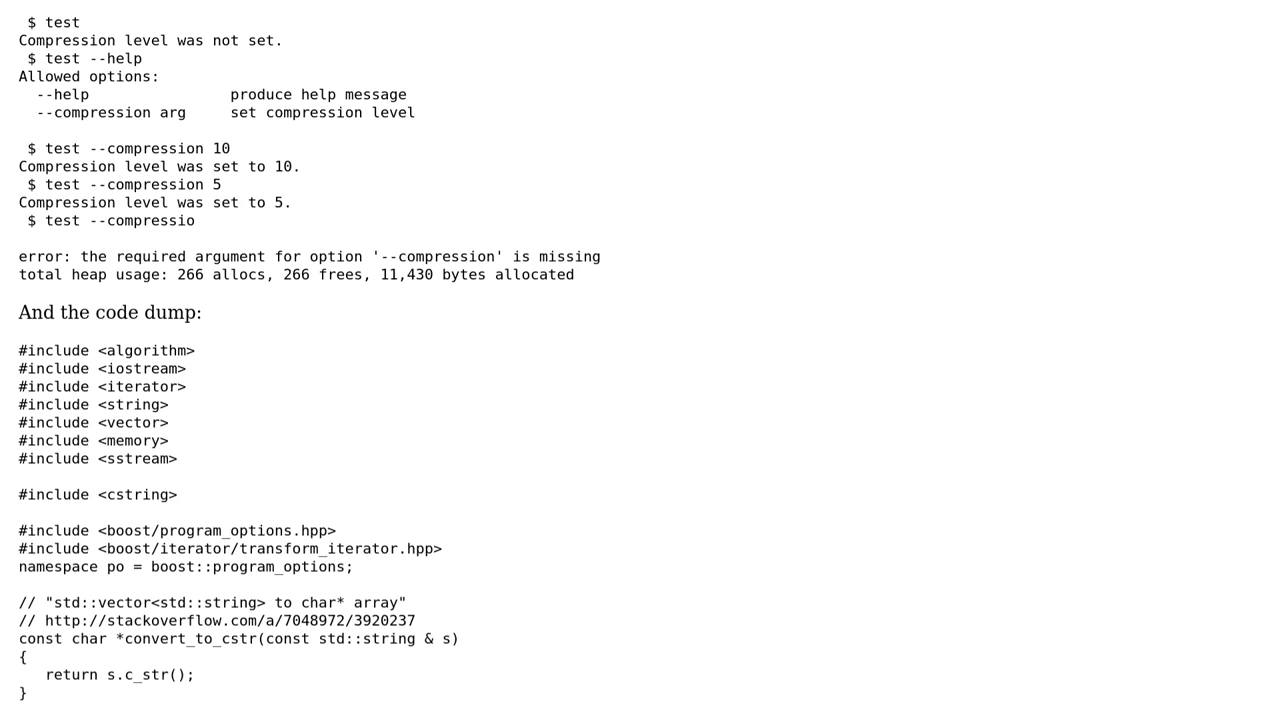 $ test
Compression level was not set.
$ test --help
Allowed options:
--help                produce help message
--compression arg     set compression level
$ test --compression 10
Compression level was set to 10.
$ test --compression 5
Compression level was set to 5.
$ test --compressio
error: the required argument for option '--compression' is missing
total heap usage: 266 allocs, 266 frees, 11,430 bytes allocated
And the code dump:
#include <algorithm>
#include <iostream>
#include <iterator>
#include <string>
#include <vector>
#include <memory>
#include <sstream>
#include <cstring>
#include <boost/program_options.hpp>
#include <boost/iterator/transform_iterator.hpp>
namespace po = boost::program_options;
// "std::vector<std::string> to char* array"
// http://stackoverflow.com/a/7048972/3920237
const char *convert_to_cstr(const std::string & s)
{
return s.c_str();
}